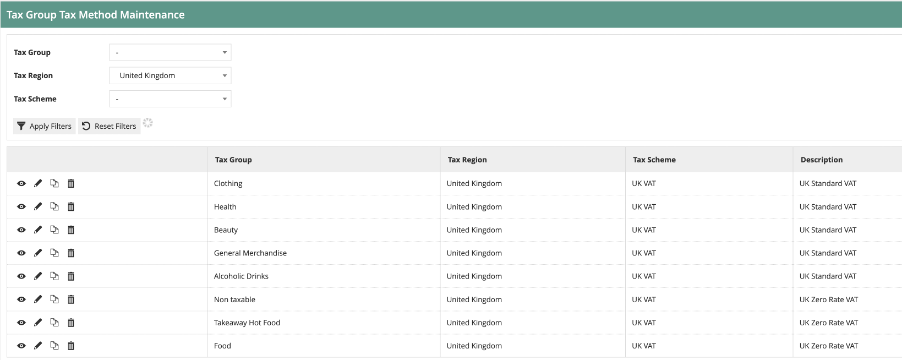 Tax Group Tax Method Maintenance
Tax Group -
Tax Region United Kingdom
Tax Scheme -
Apply Filters Reset Filters
Tax Group Tax Region Tax Scheme Description
Clothing United Kingdom UK VAT UK Standard VAT
Health United Kingdom UK VAT UK Standard VAT
Beauty United Kingdom UK VAT UK Standard VAT
General Merchandise United Kingdom UK VAT UK Standard VAT
Alcoholic Drinks United Kingdom UK VAT UK Standard VAT
Non taxable United Kingdom UK VAT UK Zero Rate VAT
Takeaway Hot Food United Kingdom UK VAT UK Zero Rate VAT
Food United Kingdom UK VAT UK Zero Rate VAT